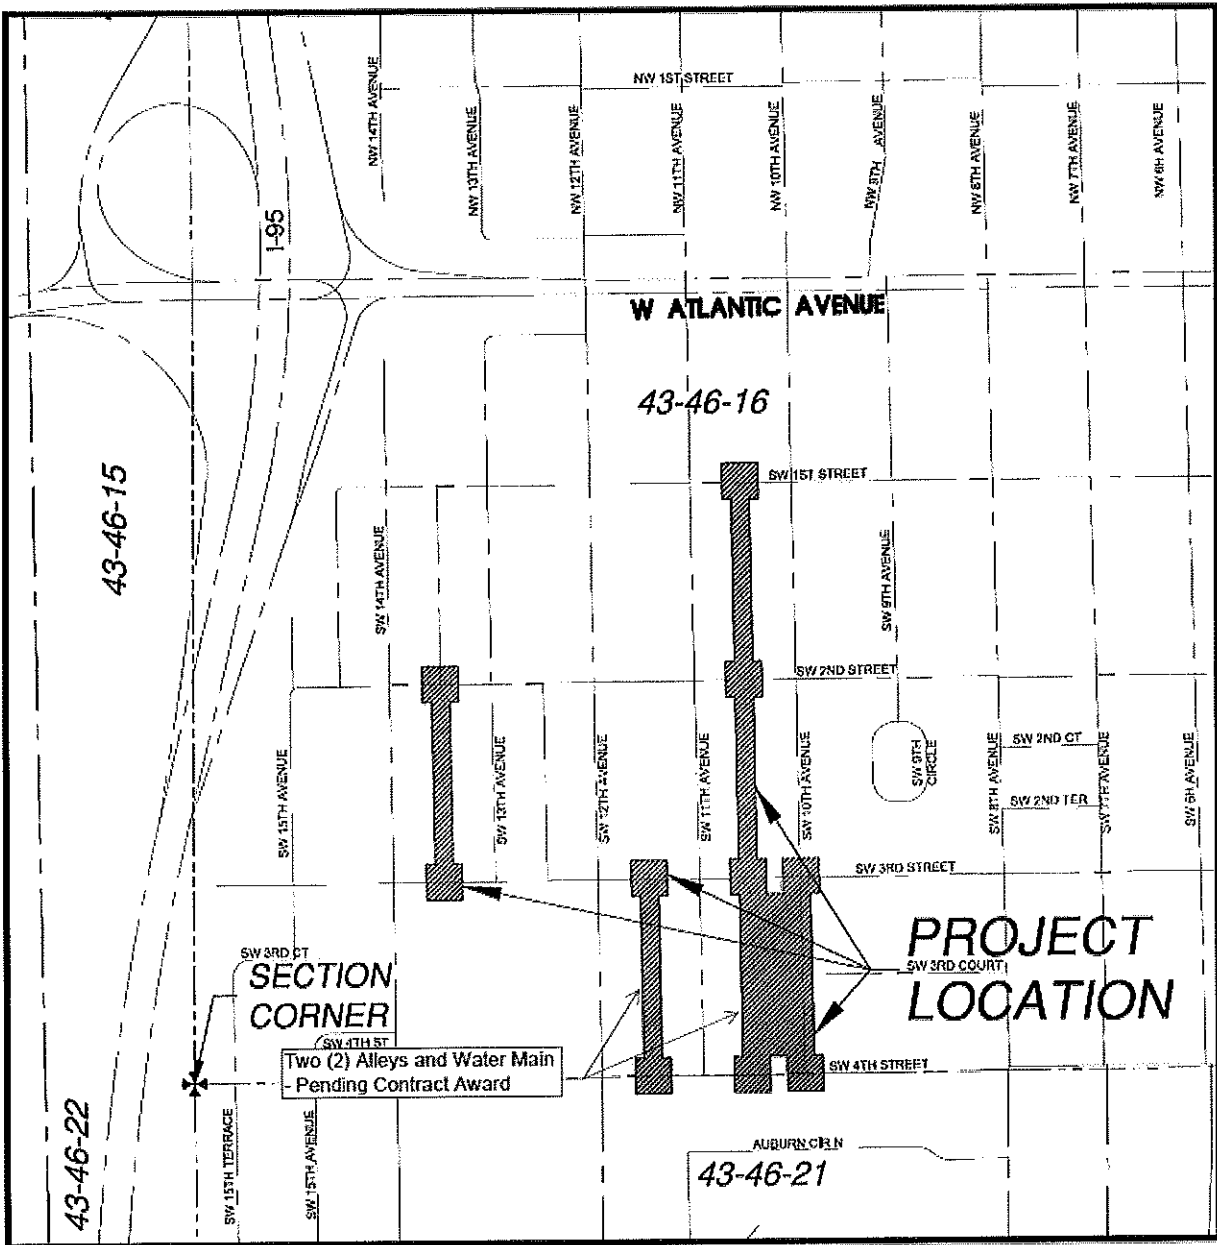 NW 1ST STREET
NW 14TH AVENUE
NW 13TH AVENUE
NW 12TH AVENUE
NW 11TH AVENUE
NW 10TH AVENUE
NW 9TH AVENUE
NW 8TH AVENUE
NW 7TH AVENUE
NW 6H AVENUE
I-95
W ATLANTIC AVENUE
43-46-16
43-46-15
SW 1ST STREET
SW 14TH AVENUE
SW 9TH AVENUE
SW 2ND STREET
SW 15TH AVENUE
SW 13TH AVENUE
SW 12TH AVENUE
SW 11TH AVENUE
SW 10TH AVENUE
SW 9TH
CIRCLE
SW 8TH AVENUE
SW 2ND CT
SW 2ND TER
SW 7TH AVENUE
SW 6H AVENUE
SW 3RD STREET
PROJECT
LOCATION
SW 3RD COURT
SW 3RD CT
SECTION
CORNER
SW 4TH ST
Two (2) Alleys and Water Main
- Pending Contract Award
SW 4TH STREET
SW 15TH TERRACE
SW 15TH AVENUE
AUBURN CIR N
43-46-21
43-46-22